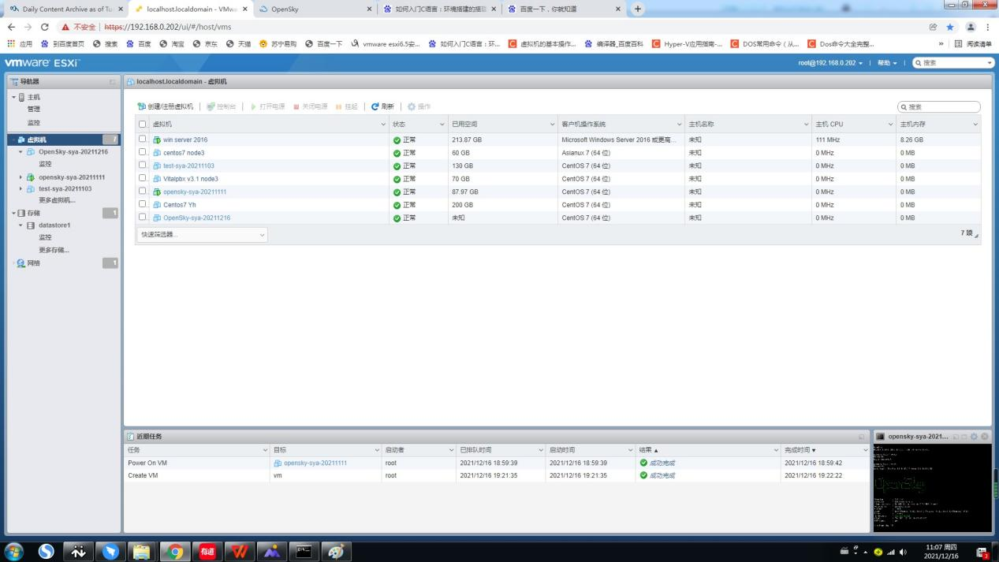 Daily Content Archive as of Tu
localhost.localdomain - VMw
OpenSky
如何入门C语言：环境搭建的搭
百度一下，你就知道
不安全 https://192.168.0.202/ui/#/host/vms
应用 到百度首页 搜索 百度 淘宝 京东 天猫 苏宁易购 百度一下 vmware esxi6.5安... 如何入门C语言：环... 虚拟机的基本操作... 编译器_百度百科 Hyper-V应用指南-... DOS常用命令（从... Dos命令大全完整... » 阅读清单
vmware ESXi
root@192.168.0.202 帮助 搜索
导航器
主机
管理
监控
虚拟机 7
OpenSky-sya-20211216
监控
opensky-sya-20211111
test-sya-20211103
更多虚拟机...
存储 1
datastore1
监控
更多存储...
网络 1
localhost.localdomain - 虚拟机
创建/注册虚拟机 控制台 打开电源 关闭电源 挂起 刷新 操作 搜索
虚拟机 状态 已用空间 客户机操作系统 主机名称 主机 CPU 主机内存
win server 2016 正常 213.87 GB Microsoft Windows Server 2016 或更高... 未知 111 MHz 8.26 GB
centos7 node3 正常 60 GB Asianux 7 (64 位) 未知 0 MHz 0 MB
test-sya-20211103 正常 130 GB CentOS 7 (64 位) 未知 0 MHz 0 MB
Vitalpbx v3.1 node3 正常 70 GB CentOS 7 (64 位) 未知 0 MHz 0 MB
opensky-sya-20211111 正常 87.97 GB CentOS 7 (64 位) 未知 0 MHz 0 MB
Centos7 Yh 正常 200 GB CentOS 7 (64 位) 未知 0 MHz 0 MB
OpenSky-sya-20211216 正常 未知 CentOS 7 (64 位) 未知 0 MHz 0 MB
快速筛选器... 7 项
近期任务
任务 目标 启动者 已排队时间 启动时间 结果 完成时间
Power On VM opensky-sya-20211111 root 2021/12/16 18:59:39 2021/12/16 18:59:39 成功完成 2021/12/16 18:59:42
Create VM vm root 2021/12/16 19:21:35 2021/12/16 19:21:35 成功完成 2021/12/16 19:22:22
opensky-sya-2021...
OpenSky
有道
11:07 周四
2021/12/16
3